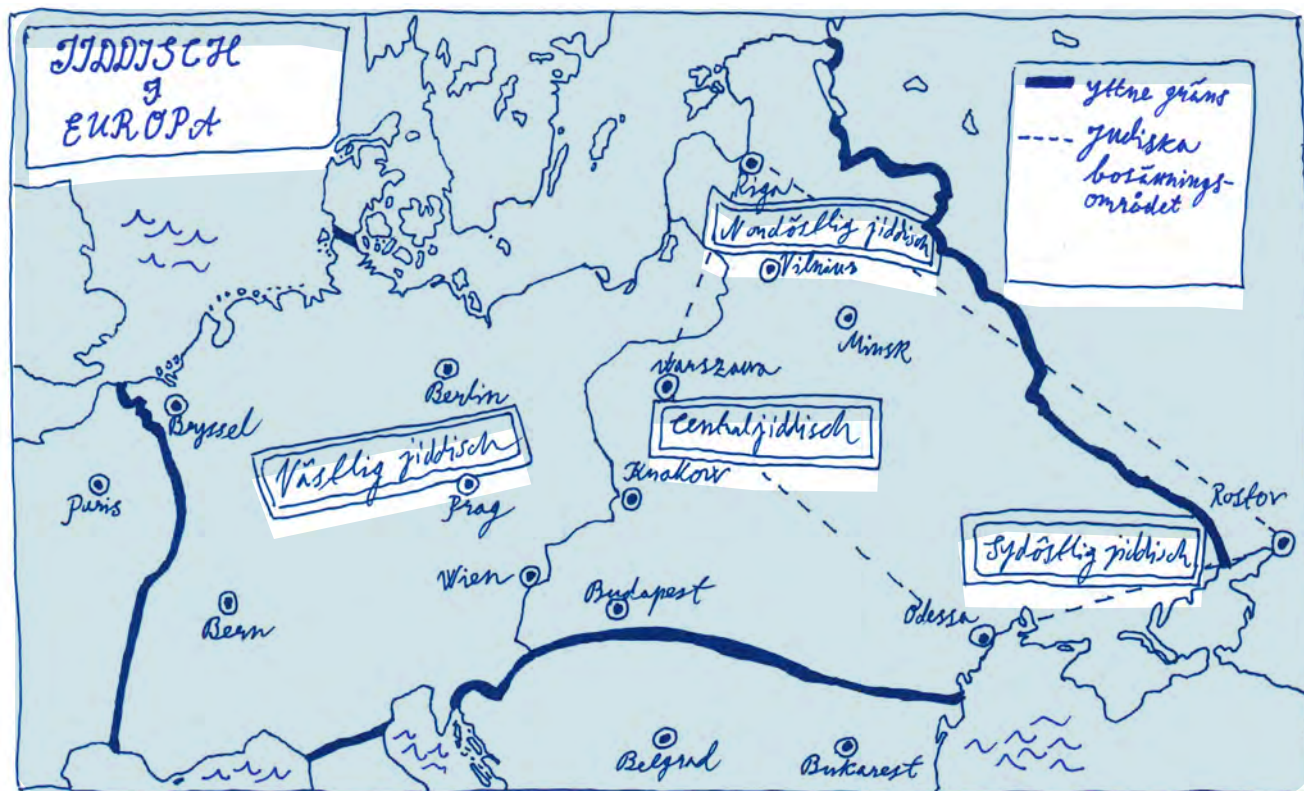 JIDDISCH
I
EUROPA
yttre gräns
Judiska
bosättnings-
området
Riga
Nordöstlig jiddisch
Vilnius
Minsk
Warszawa
Berlin
Bryssel
Centraljiddisch
Västlig jiddisch
Krakow
Paris
Prag
Rostov
Sydöstlig jiddisch
Wien
Budapest
Bern
Odessa
Belgrad
Bukarest